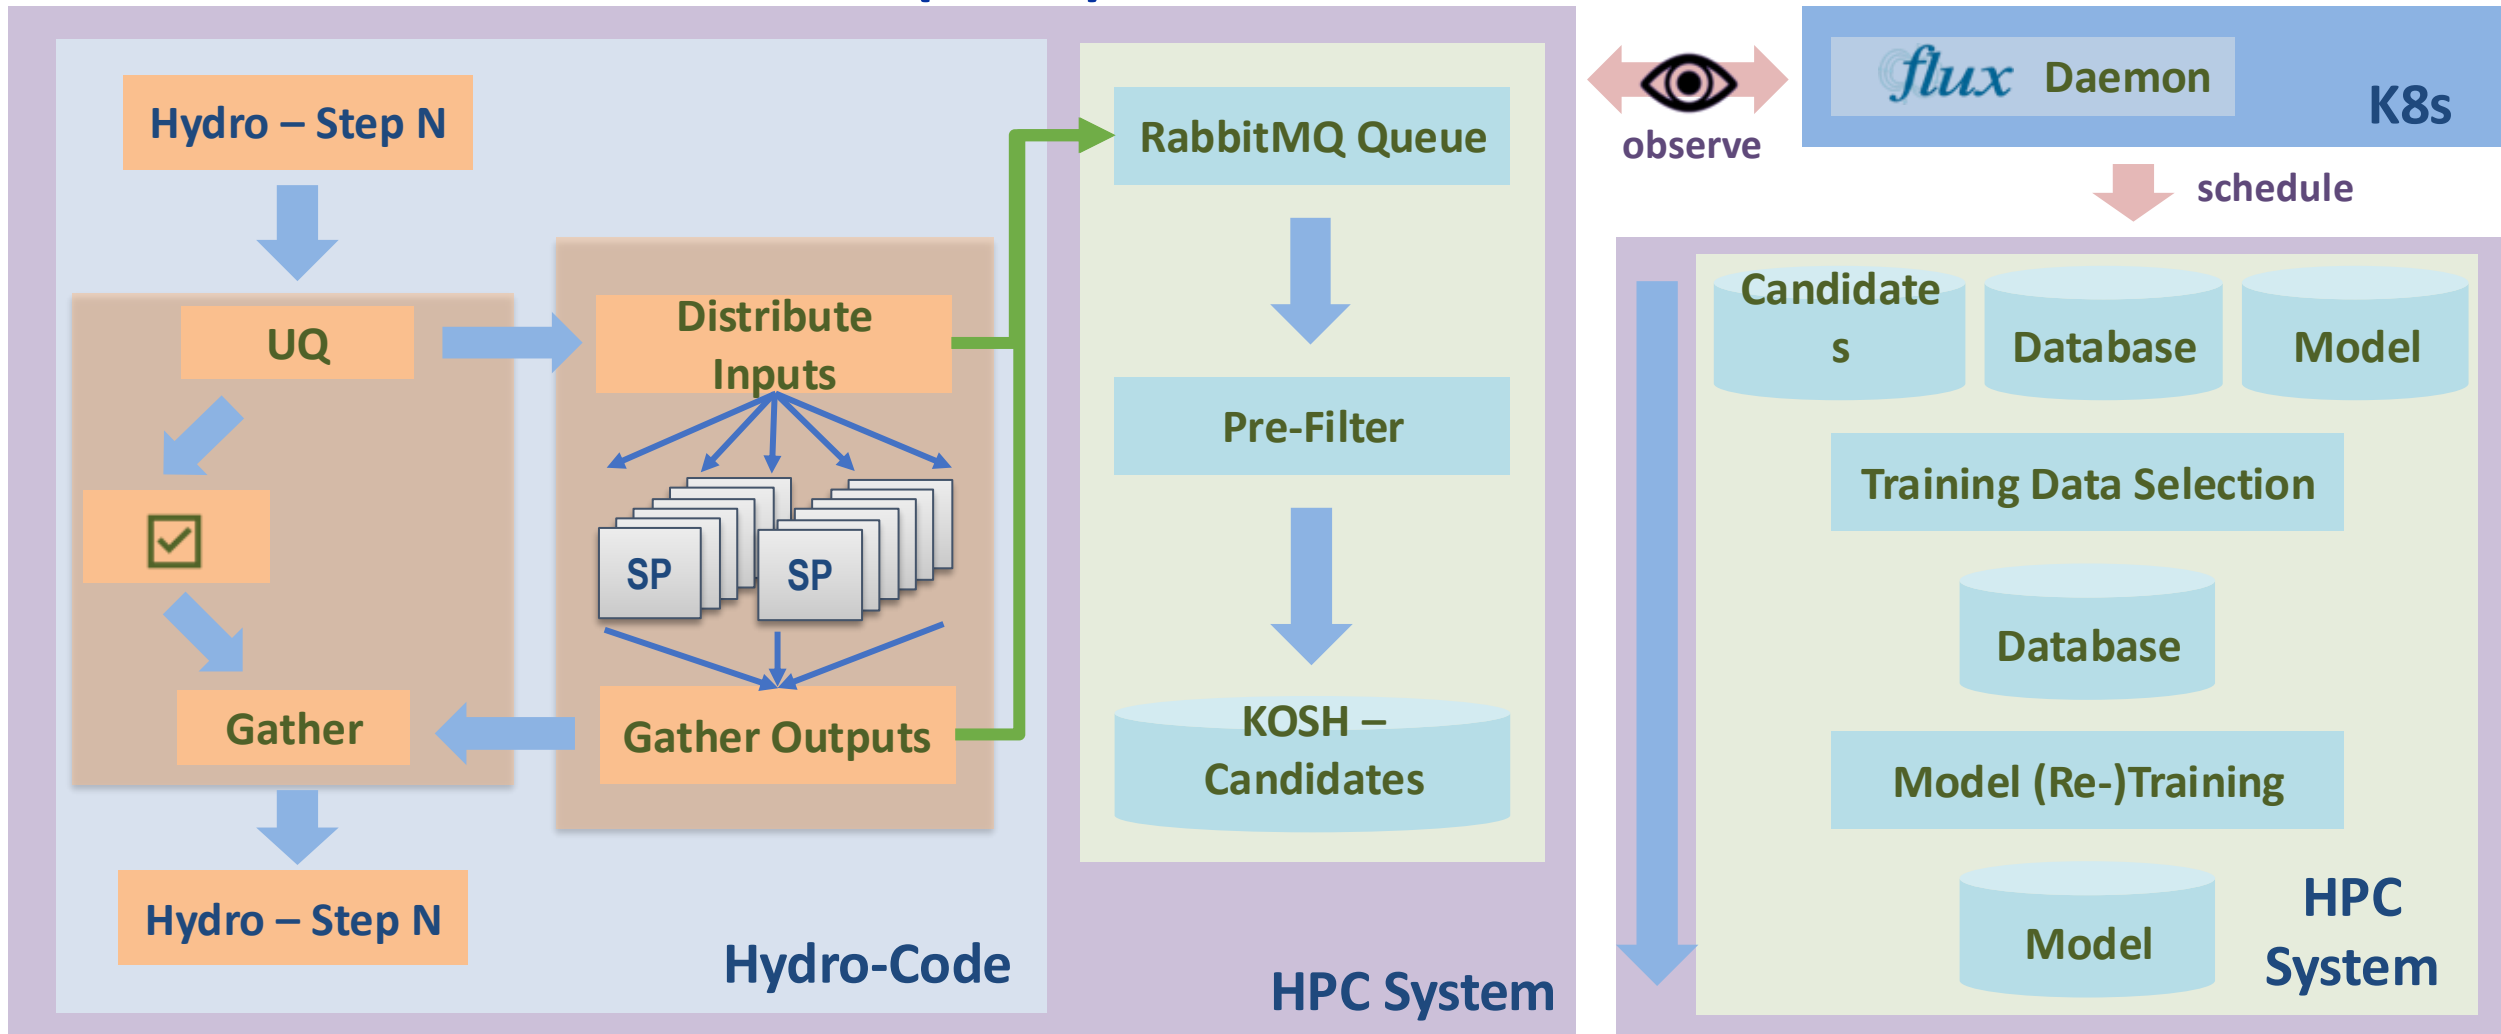 Hydro – Step N
UQ
Gather
Hydro – Step N
Distribute
Inputs
SP
SP
Gather Outputs
Hydro-Code
RabbitMQ Queue
Pre-Filter
KOSH –
Candidates
HPC System
observe
flux Daemon
K8s
schedule
Candidate
s
Database
Model
Training Data Selection
Database
Model (Re-)Training
Model
HPC
System